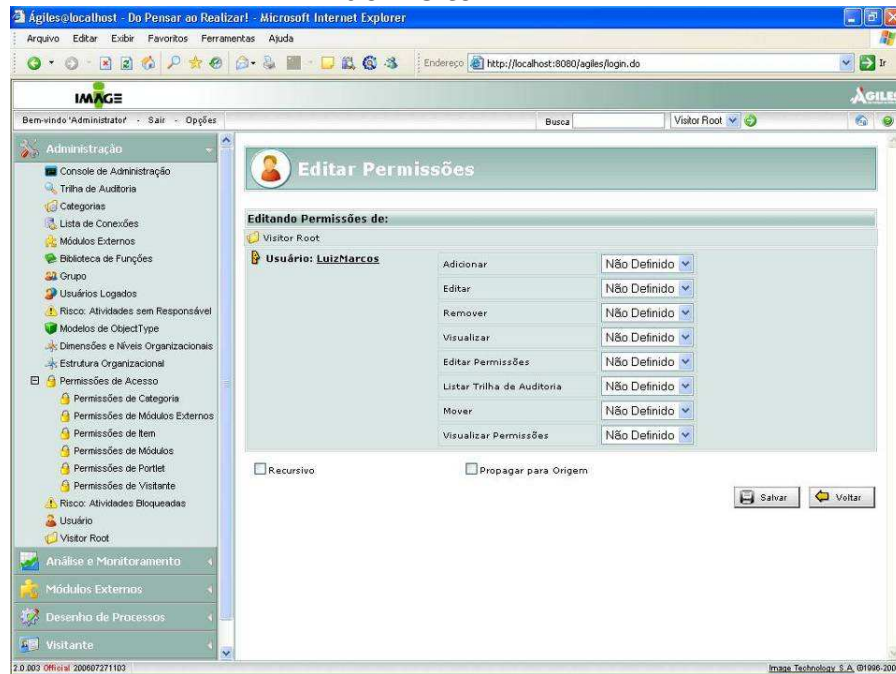 Ágiles@localhost - Do Pensar ao Realizar! - Microsoft Internet Explorer
Arquivo Editar Exibir Favoritos Ferramentas Ajuda
Endereço http://localhost:8080/agiles/login.do Ir
IMAGE
ÁGILES
Bem-vindo 'Administrator' - Sair - Opções
Busca Visitor Root
Administração
Console de Administração
Trilha de Auditoria
Categorias
Lista de Conexões
Módulos Externos
Biblioteca de Funções
Grupo
Usuários Logados
Risco: Atividades sem Responsável
Modelos de ObjectType
Dimensões e Níveis Organizacionais
Estrutura Organizacional
Permissões de Acesso
Permissões de Categoria
Permissões de Módulos Externos
Permissões de Item
Permissões de Módulos
Permissões de Portlet
Permissões de Visitante
Risco: Atividades Bloqueadas
Usuário
Visitor Root
Análise e Monitoramento
Módulos Externos
Desenho de Processos
Visitante
Editar Permissões
Editando Permissões de:
Visitor Root
Usuário: LuizMarcos
Adicionar Não Definido
Editar Não Definido
Remover Não Definido
Visualizar Não Definido
Editar Permissões Não Definido
Listar Trilha de Auditoria Não Definido
Mover Não Definido
Visualizar Permissões Não Definido
Recursivo Propagar para Origem
Salvar Voltar
2.0.003 Official 200607271103
Image Technology S.A. ©1996-200